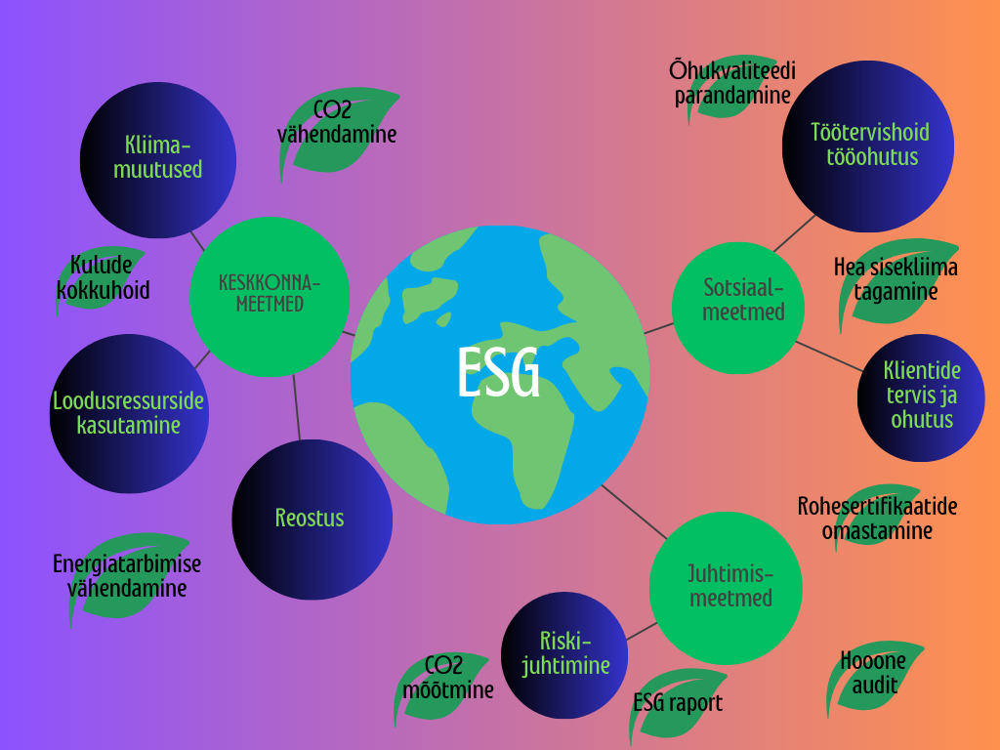 Kliima-
muutused
CO2
vähendamine
Õhukvaliteedi
parandamine
Töötervishoid
tööohutus
Kulude
kokkuhoid
KESKKONNA-
MEETMED
ESG
Sotsiaal-
meetmed
Hea sisekliima
tagamine
Loodusressurside
kasutamine
Klientide
tervis ja
ohutus
Reostus
Energiatarbimise
vähendamine
Rohesertifikaatide
omastamine
Juhtimis-
meetmed
Riski-
juhtimine
CO2
mõõtmine
ESG raport
Hooone
audit